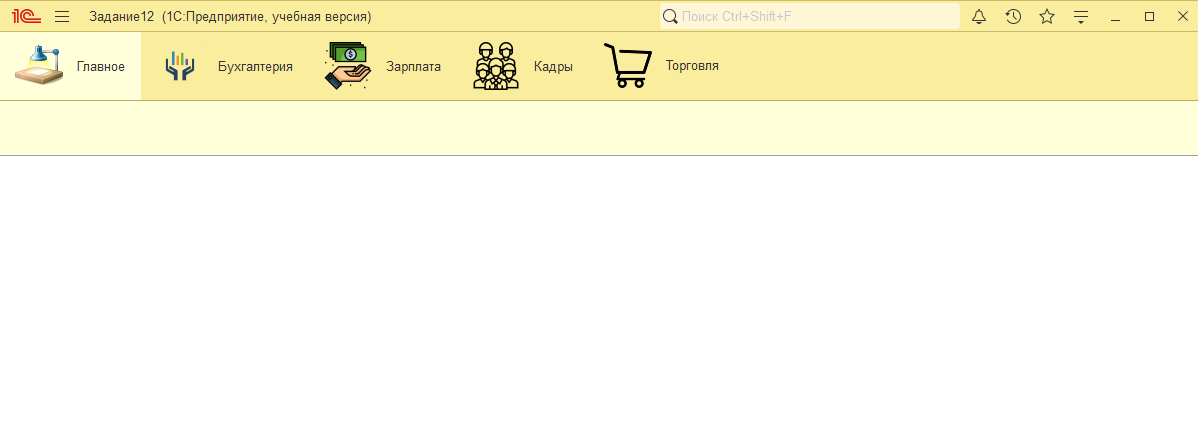 1С Задание12 (1С:Предприятие, учебная версия) Поиск Ctrl+Shift+F
Главное Бухгалтерия Зарплата Кадры Торговля